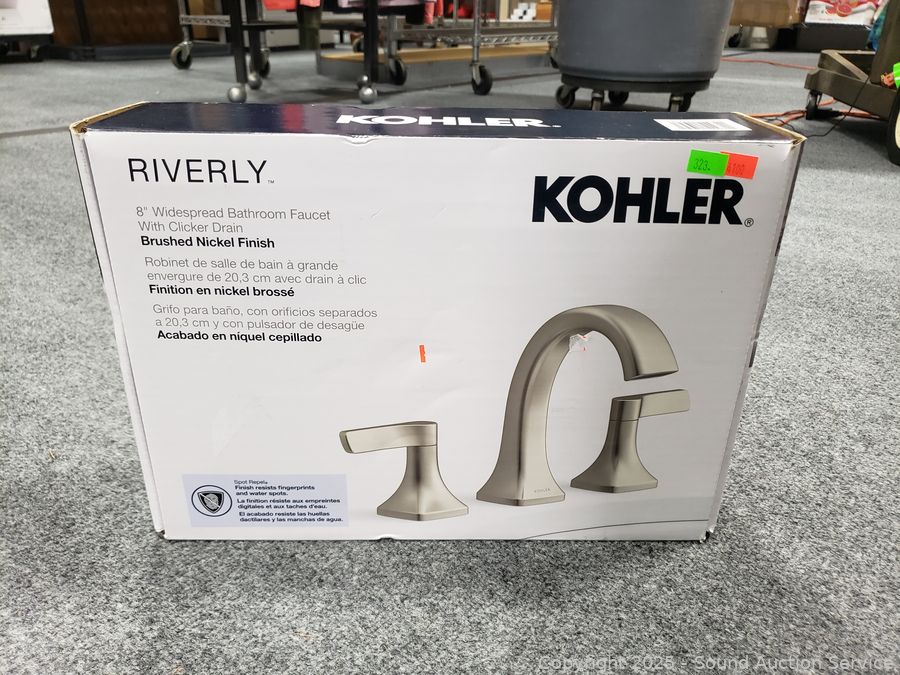 KOHLER
RIVERLY™
KOHLER®
323.
8" Widespread Bathroom Faucet
With Clicker Drain
Brushed Nickel Finish
Robinet de salle de bain à grande
envergure de 20,3 cm avec drain à clic
Finition en nickel brossé
Grifo para baño, con orificios separados
a 20,3 cm y con pulsador de desagüe
Acabado en níquel cepillado
KOHLER
Spot Repel®
Finish resists fingerprints
and water spots.
La finition résiste aux empreintes
digitales et aux taches d'eau.
El acabado resiste las huellas
dactilares y las manchas de agua.
Copyright 2025 - Sound Auction Service